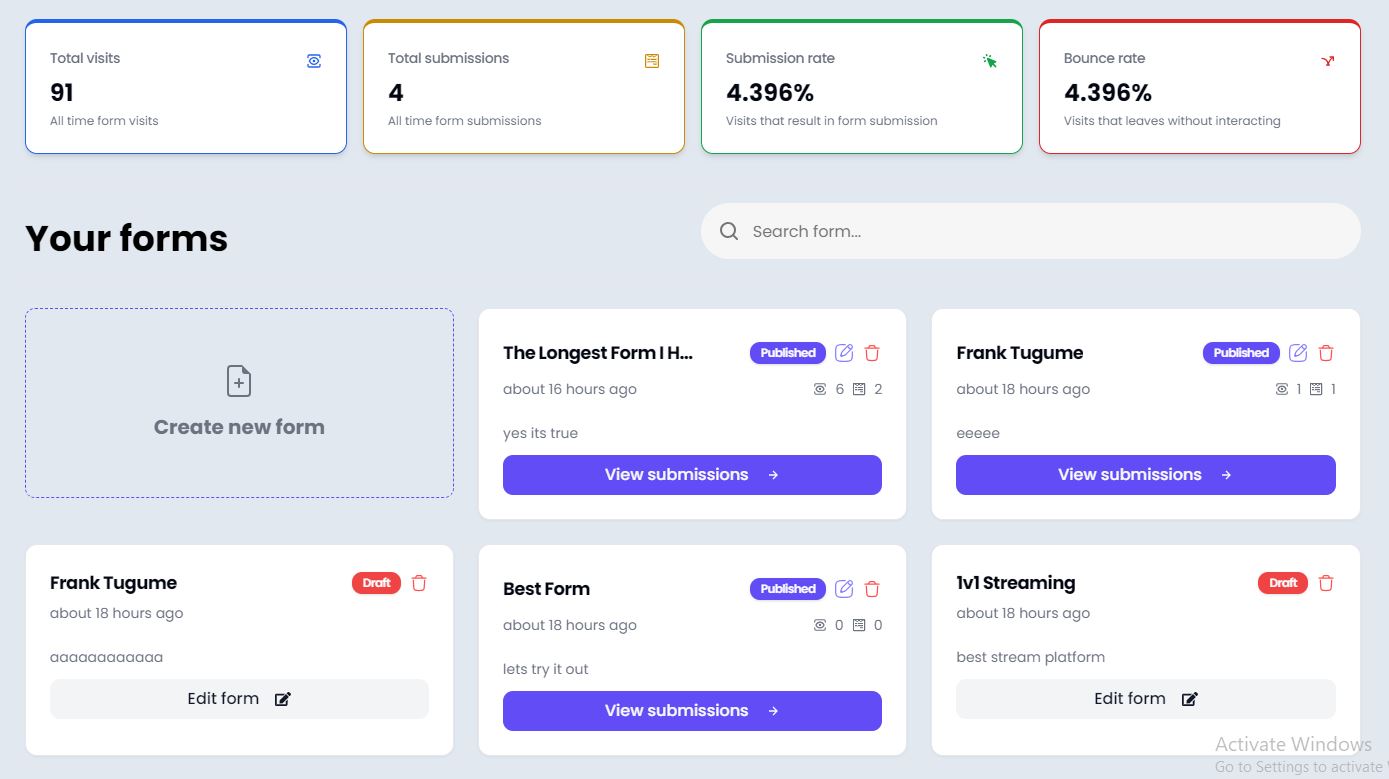 Total visits
91
All time form visits
Total submissions
4
All time form submissions
Submission rate
4.396%
Visits that result in form submission
Bounce rate
4.396%
Visits that leaves without interacting
Your forms
Search form...
Create new form
The Longest Form I H... Published
about 16 hours ago 6 2
yes its true
View submissions →
Frank Tugume Published
about 18 hours ago 1 1
eeeee
View submissions →
Frank Tugume Draft
about 18 hours ago
aaaaaaaaaaaa
Edit form
Best Form Published
about 18 hours ago 0 0
lets try it out
View submissions →
1v1 Streaming Draft
about 18 hours ago
best stream platform
Edit form
Activate Windows
Go to Settings to activate